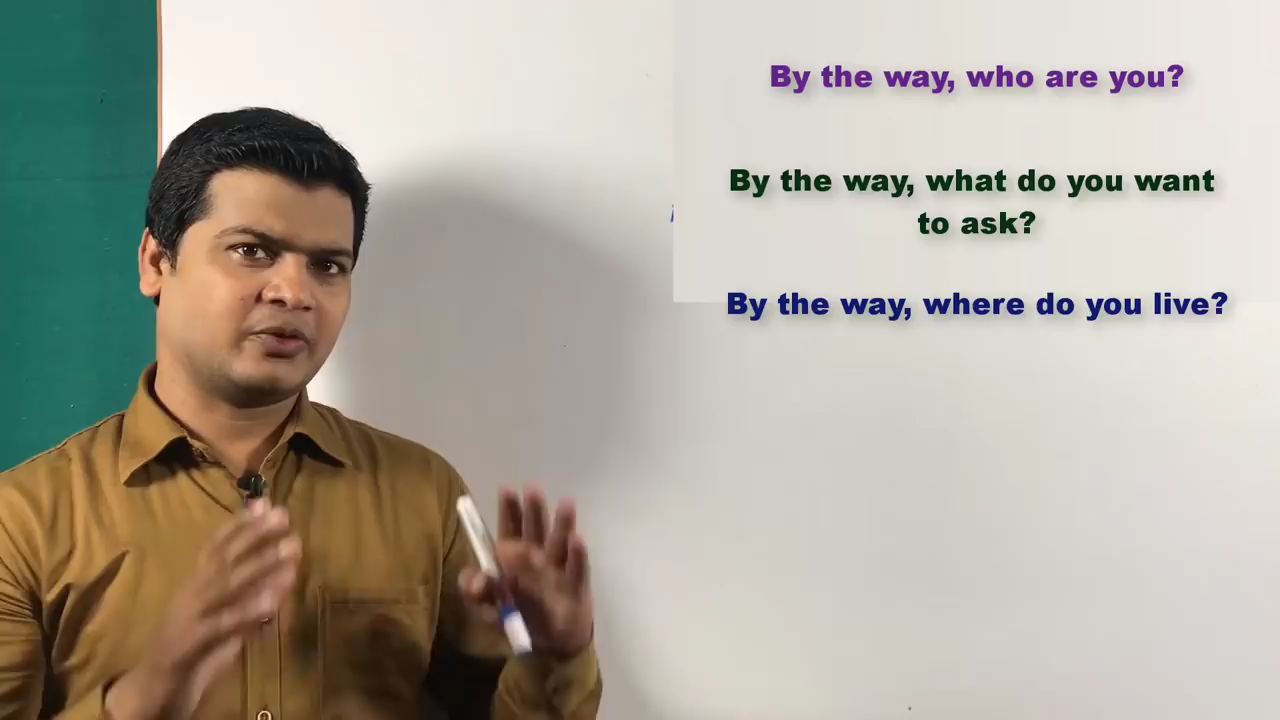 By the way, who are you?
By the way, what do you want
to ask?
By the way, where do you live?